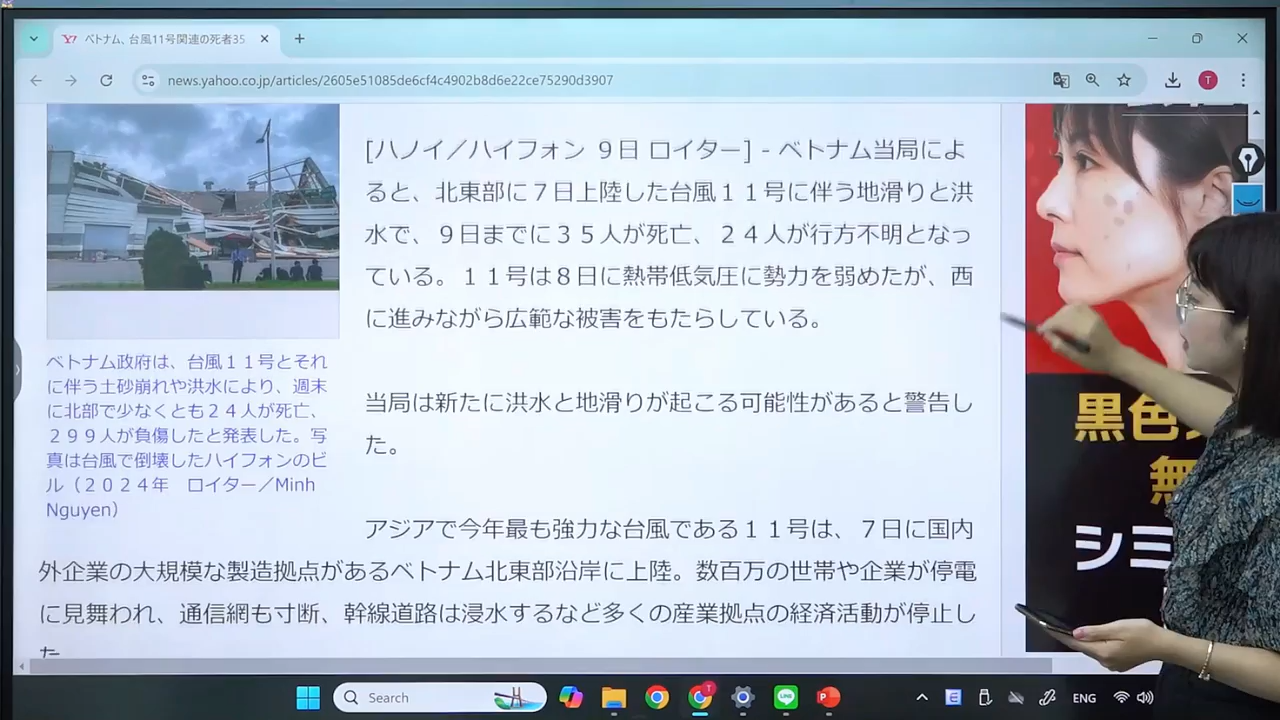 ベトナム、台風11号関連の死者35
news.yahoo.co.jp/articles/2605e51085de6cf4c4902b8d6e22ce75290d3907
T
[ハノイ／ハイフォン ９日 ロイター] - ベトナム当局によ
ると、北東部に７日上陸した台風１１号に伴う地滑りと洪
水で、９日までに３５人が死亡、２４人が行方不明となっ
ている。１１号は８日に熱帯低気圧に勢力を弱めたが、西
に進みながら広範な被害をもたらしている。
当局は新たに洪水と地滑りが起こる可能性があると警告し
た。
アジアで今年最も強力な台風である１１号は、７日に国内
外企業の大規模な製造拠点があるベトナム北東部沿岸に上陸。数百万の世帯や企業が停電
に見舞われ、通信網も寸断、幹線道路は浸水するなど多くの産業拠点の経済活動が停止し
た
ベトナム政府は、台風１１号とそれ
に伴う土砂崩れや洪水により、週末
に北部で少なくとも２４人が死亡、
２９９人が負傷したと発表した。写
真は台風で倒壊したハイフォンのビ
ル（２０２４年　ロイター／Minh
Nguyen）
黒色
無
シミ
Search
ENG